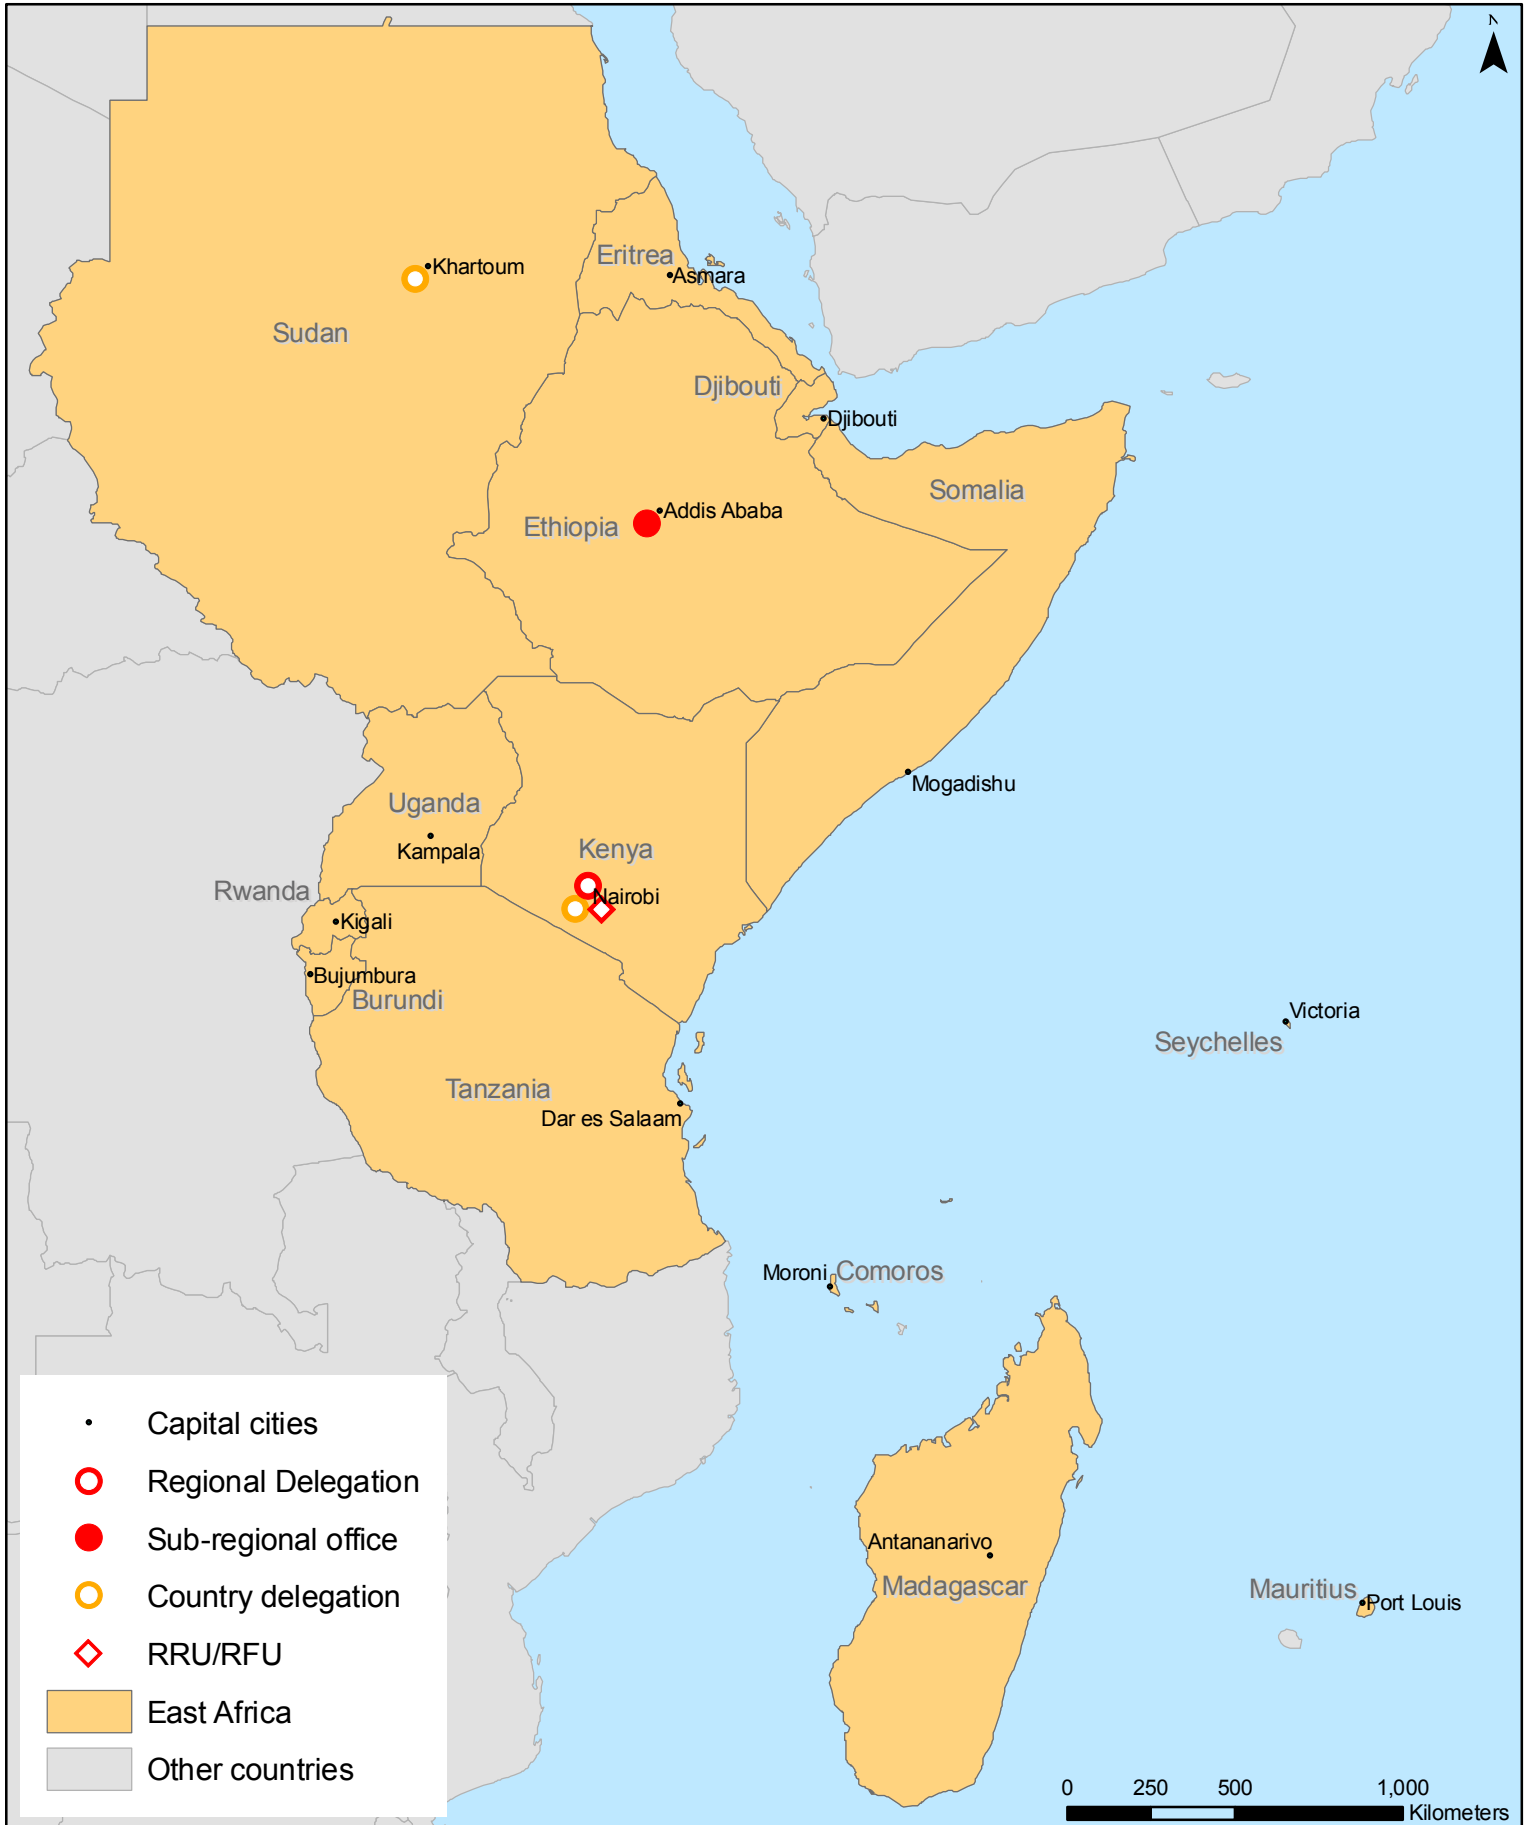 N
Khartoum
Eritrea
Asmara
Sudan
Djibouti
Djibouti
Somalia
Addis Ababa
Ethiopia
Mogadishu
Uganda
Kampala
Kenya
Nairobi
Rwanda
Kigali
Bujumbura
Burundi
Victoria
Seychelles
Tanzania
Dar es Salaam
Moroni
Comoros
Antananarivo
Madagascar
Mauritius
Port Louis
Capital cities
Regional Delegation
Sub-regional office
Country delegation
RRU/RFU
East Africa
Other countries
0 250 500 1,000
Kilometers